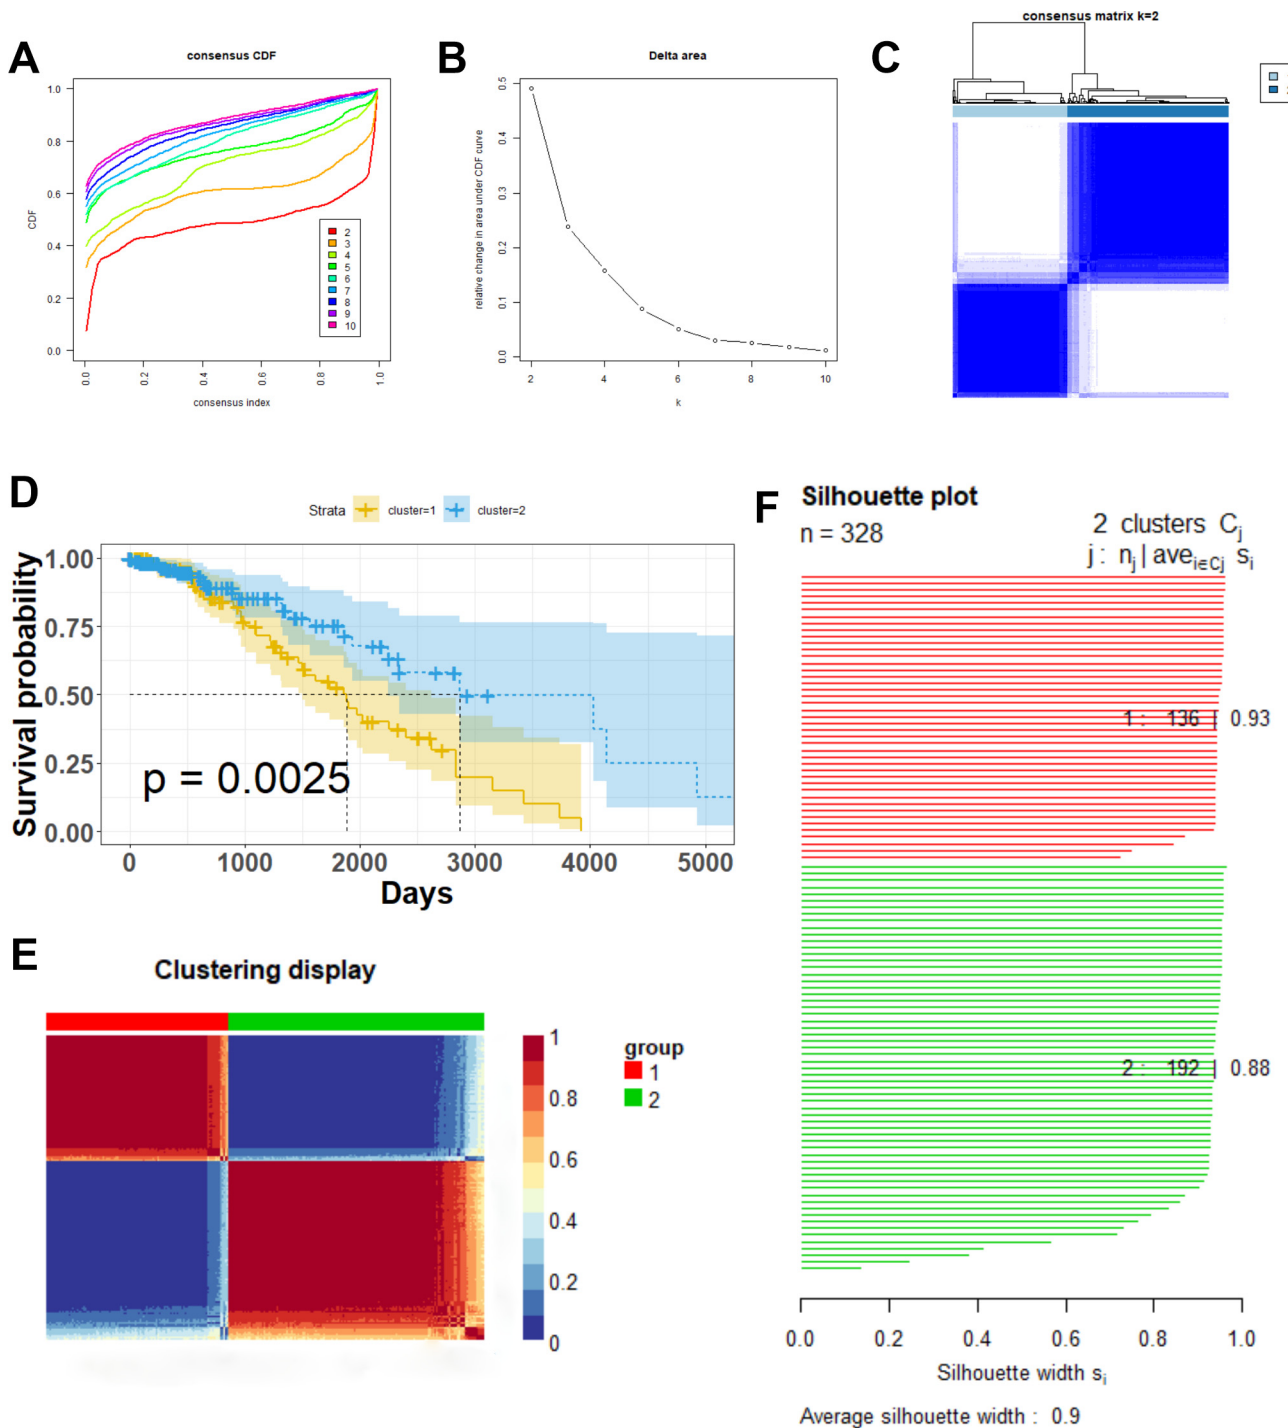 A
consensus CDF
CDF
1.0
0.8
0.6
0.4
0.2
0.0
2
3
4
5
6
7
8
9
10
0.0
0.2
0.4
0.6
0.8
1.0
consensus index
B
Delta area
relative change in area under CDF curve
0.5
0.4
0.3
0.2
0.1
0.0
2
4
6
8
10
k
C
consensus matrix k=2
D
Strata
cluster=1
cluster=2
Survival probability
1.00
0.75
0.50
0.25
0.00
p = 0.0025
0
1000
2000
3000
4000
5000
Days
E
Clustering display
1
0.8
0.6
0.4
0.2
0
group
1
2
F
Silhouette plot
n = 328
2 clusters Cj
j : nj | avei∈Cj si
1 : 136 | 0.93
2 : 192 | 0.88
0.0
0.2
0.4
0.6
0.8
1.0
Silhouette width si
Average silhouette width : 0.9